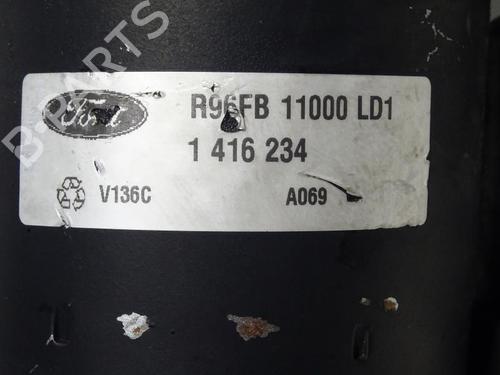 B-PARTS
Ford
R96FB 11000 LD1
1 416 234
V136C
A069